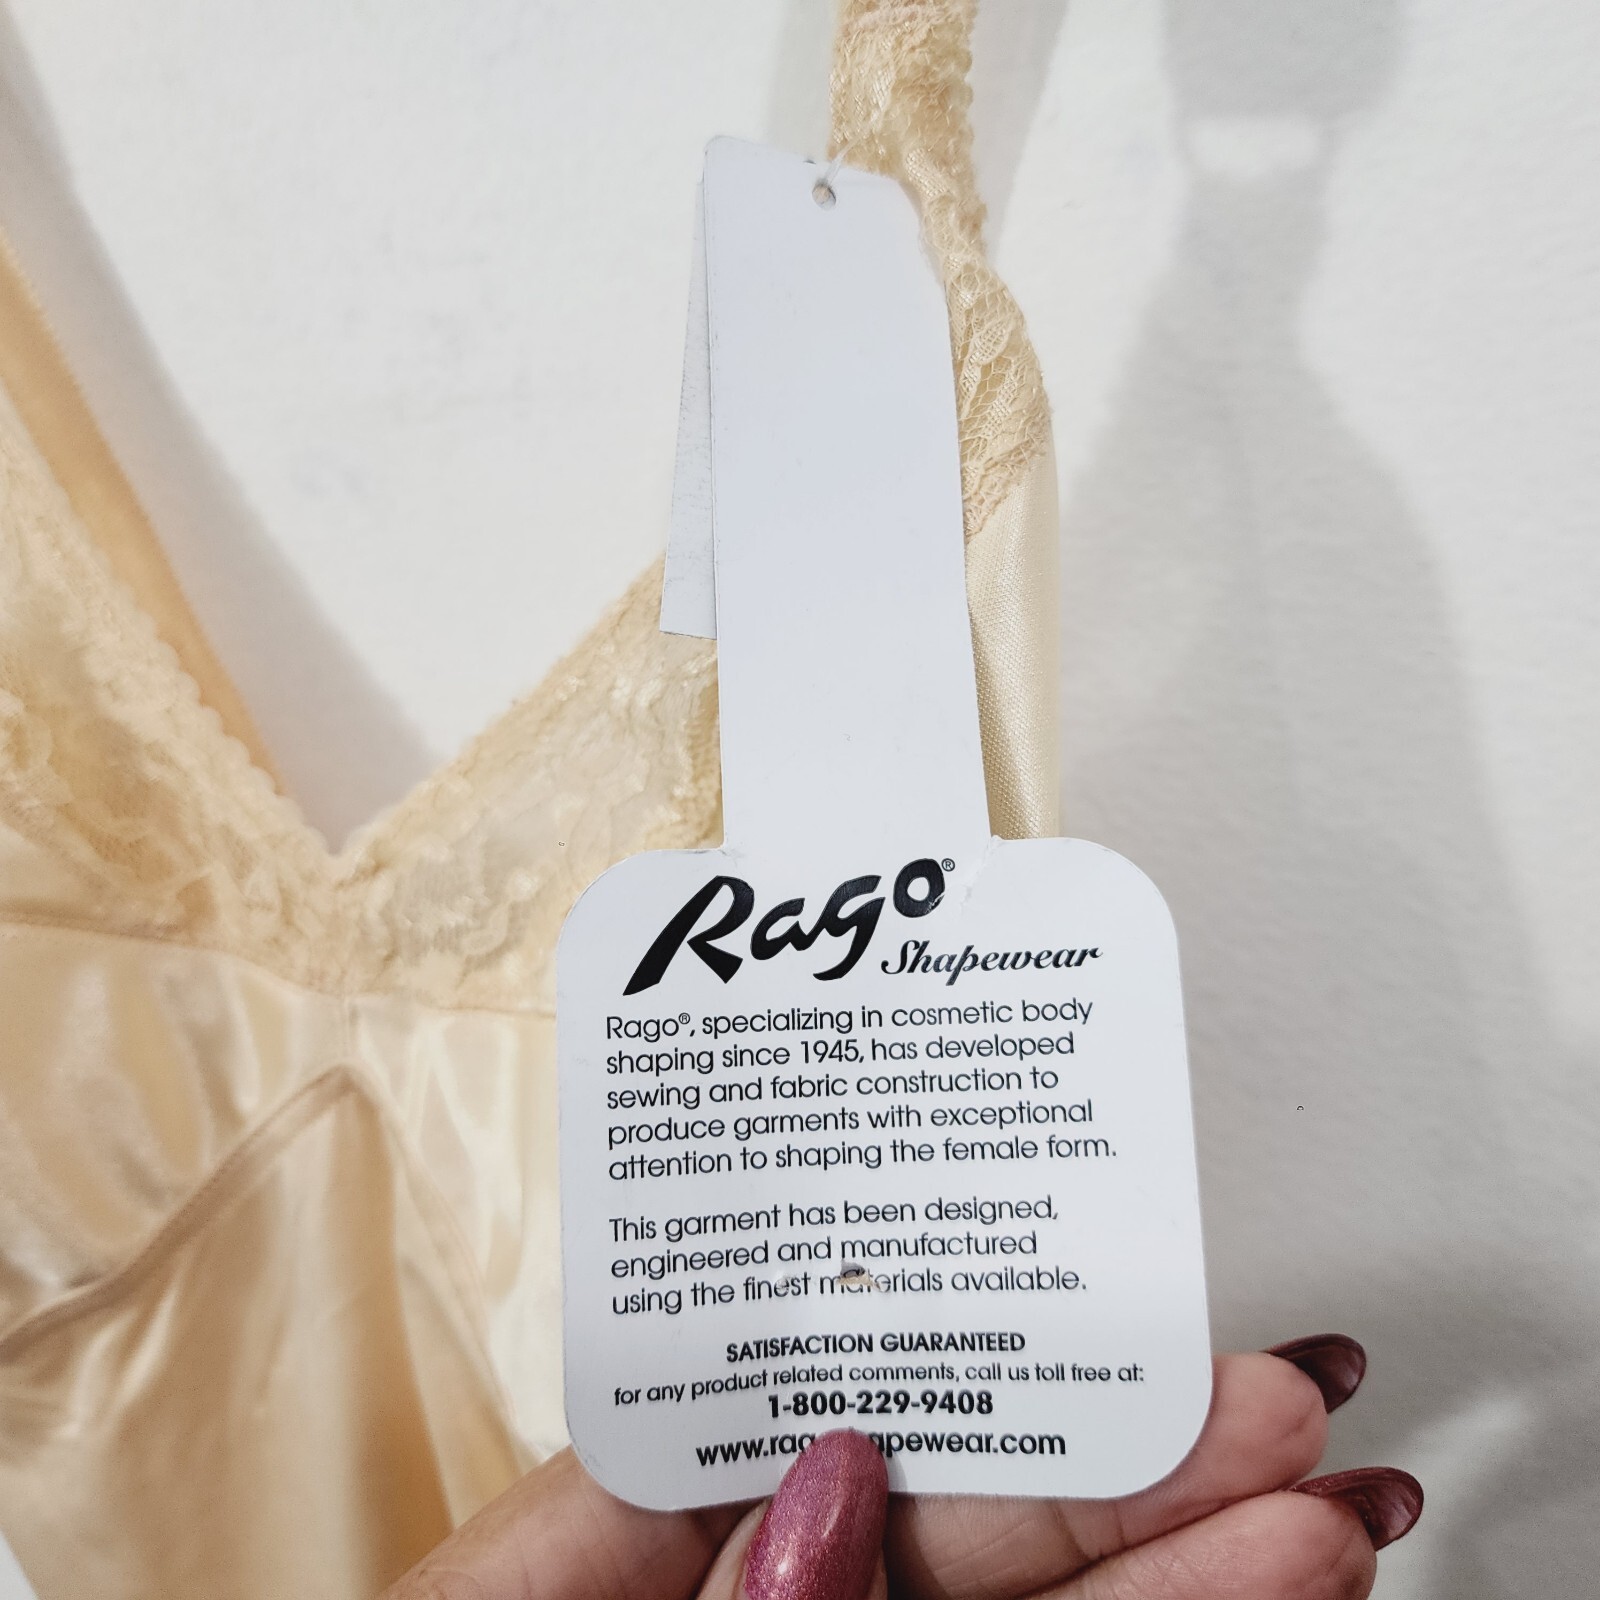 Rago®
Shapewear
Rago®, specializing in cosmetic body
shaping since 1945, has developed
sewing and fabric construction to
produce garments with exceptional
attention to shaping the female form.
This garment has been designed,
engineered and manufactured
using the finest materials available.
SATISFACTION GUARANTEED
for any product related comments, call us toll free at:
1-800-229-9408